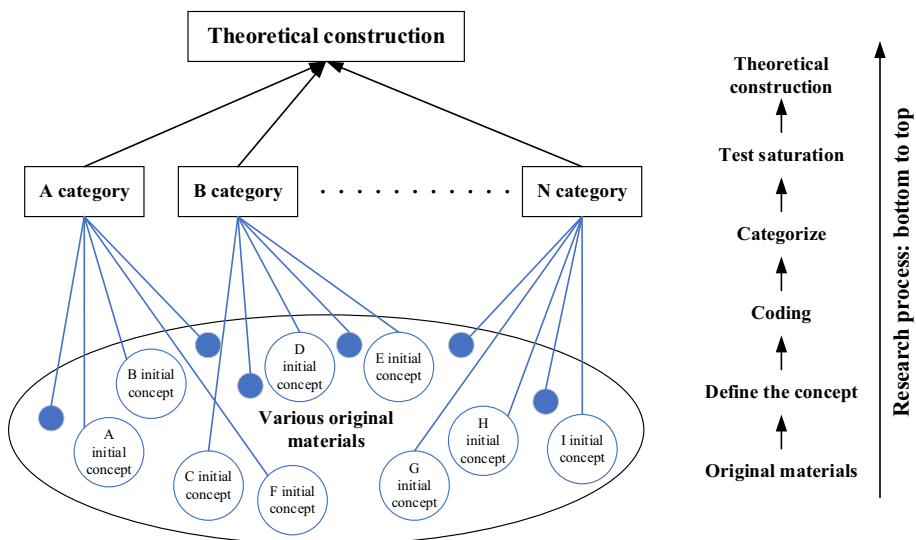 Theoretical construction
A category
B category
. . . . . . . . . . . .
N category
D
initial
concept
E initial
concept
B initial
concept
Various original
materials
A
initial
concept
H
initial
concept
I initial
concept
C initial
concept
F initial
concept
G
initial
concept
Theoretical
construction
Test saturation
Categorize
Coding
Define the concept
Original materials
Research process: bottom to top